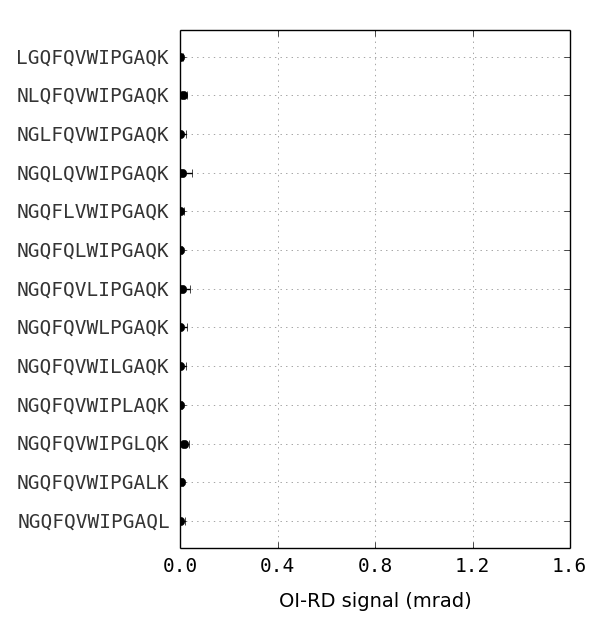 LGQFQVWIPGAQK
NLQFQVWIPGAQK
NGLFQVWIPGAQK
NGQLQVWIPGAQK
NGQFLVWIPGAQK
NGQFQLWIPGAQK
NGQFQVLIPGAQK
NGQFQVWLPGAQK
NGQFQVWILGAQK
NGQFQVWIPLAQK
NGQFQVWIPGLQK
NGQFQVWIPGALK
NGQFQVWIPGAQL
0.0 0.4 0.8 1.2 1.6
OI-RD signal (mrad)